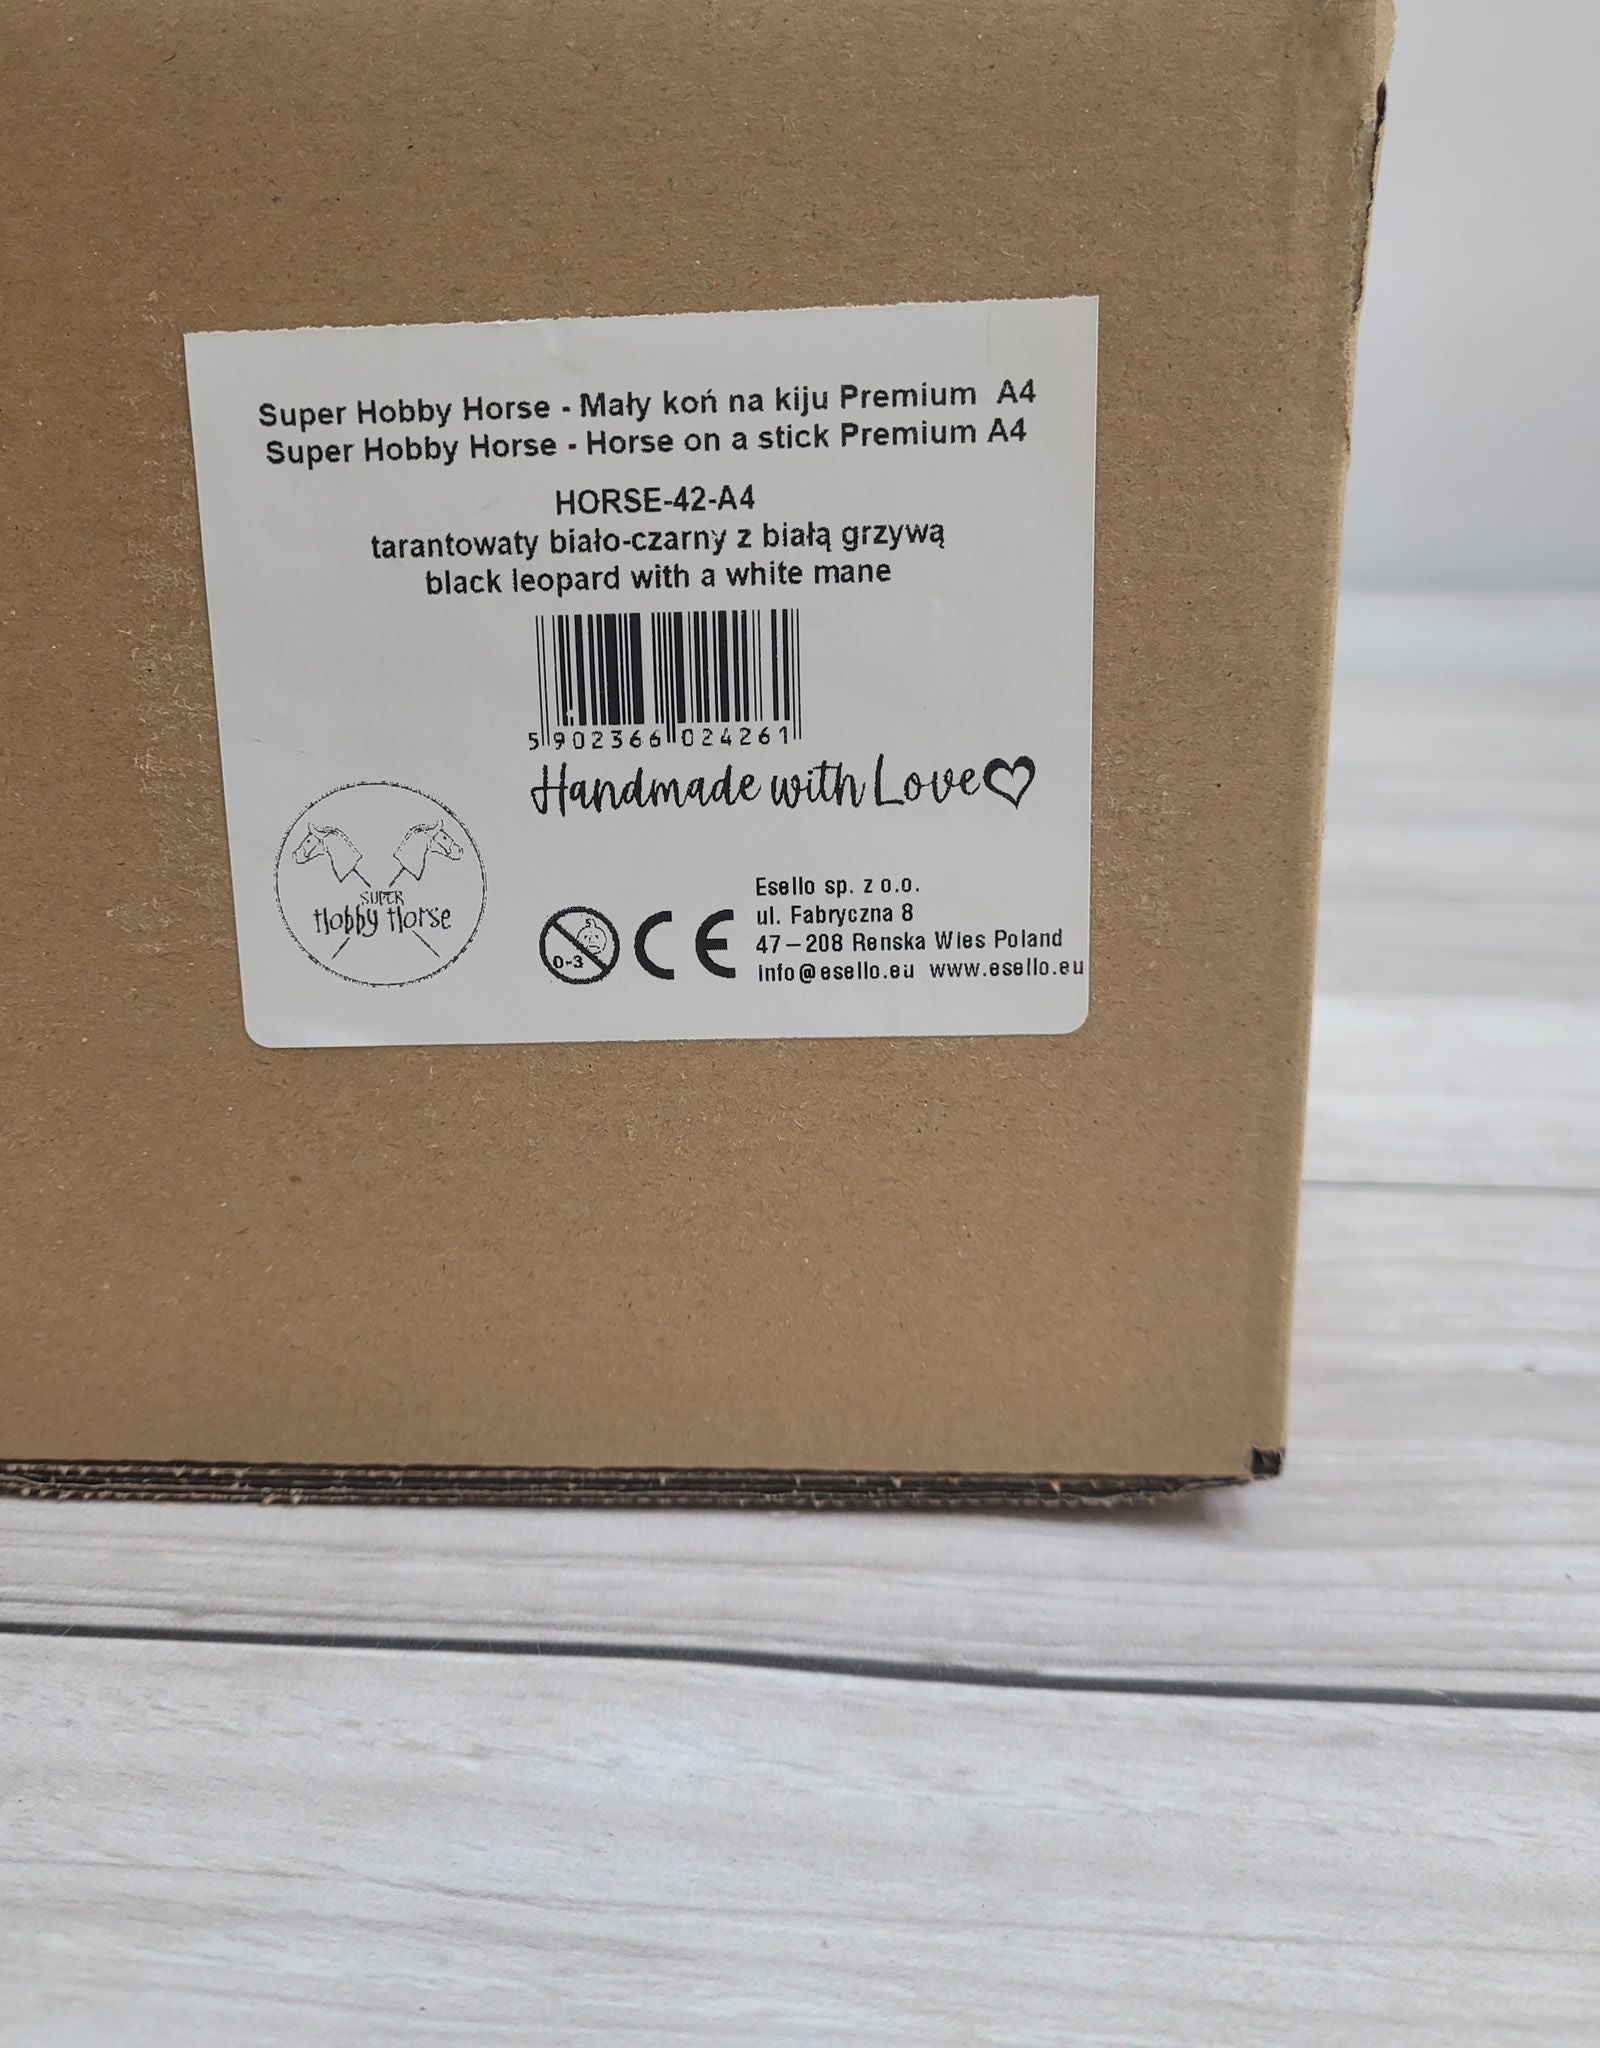 Super Hobby Horse - Mały koń na kiju Premium  A4
Super Hobby Horse - Horse on a stick Premium A4
HORSE-42-A4
tarantowaty biało-czarny z białą grzywą
black leopard with a white mane
5 902366 024261
Handmade with Love
SUPER
Hobby Horse
0-3
CE
Esello sp. z o.o.
ul. Fabryczna 8
47–208 Renska Wies Poland
info@esello.eu  www.esello.eu